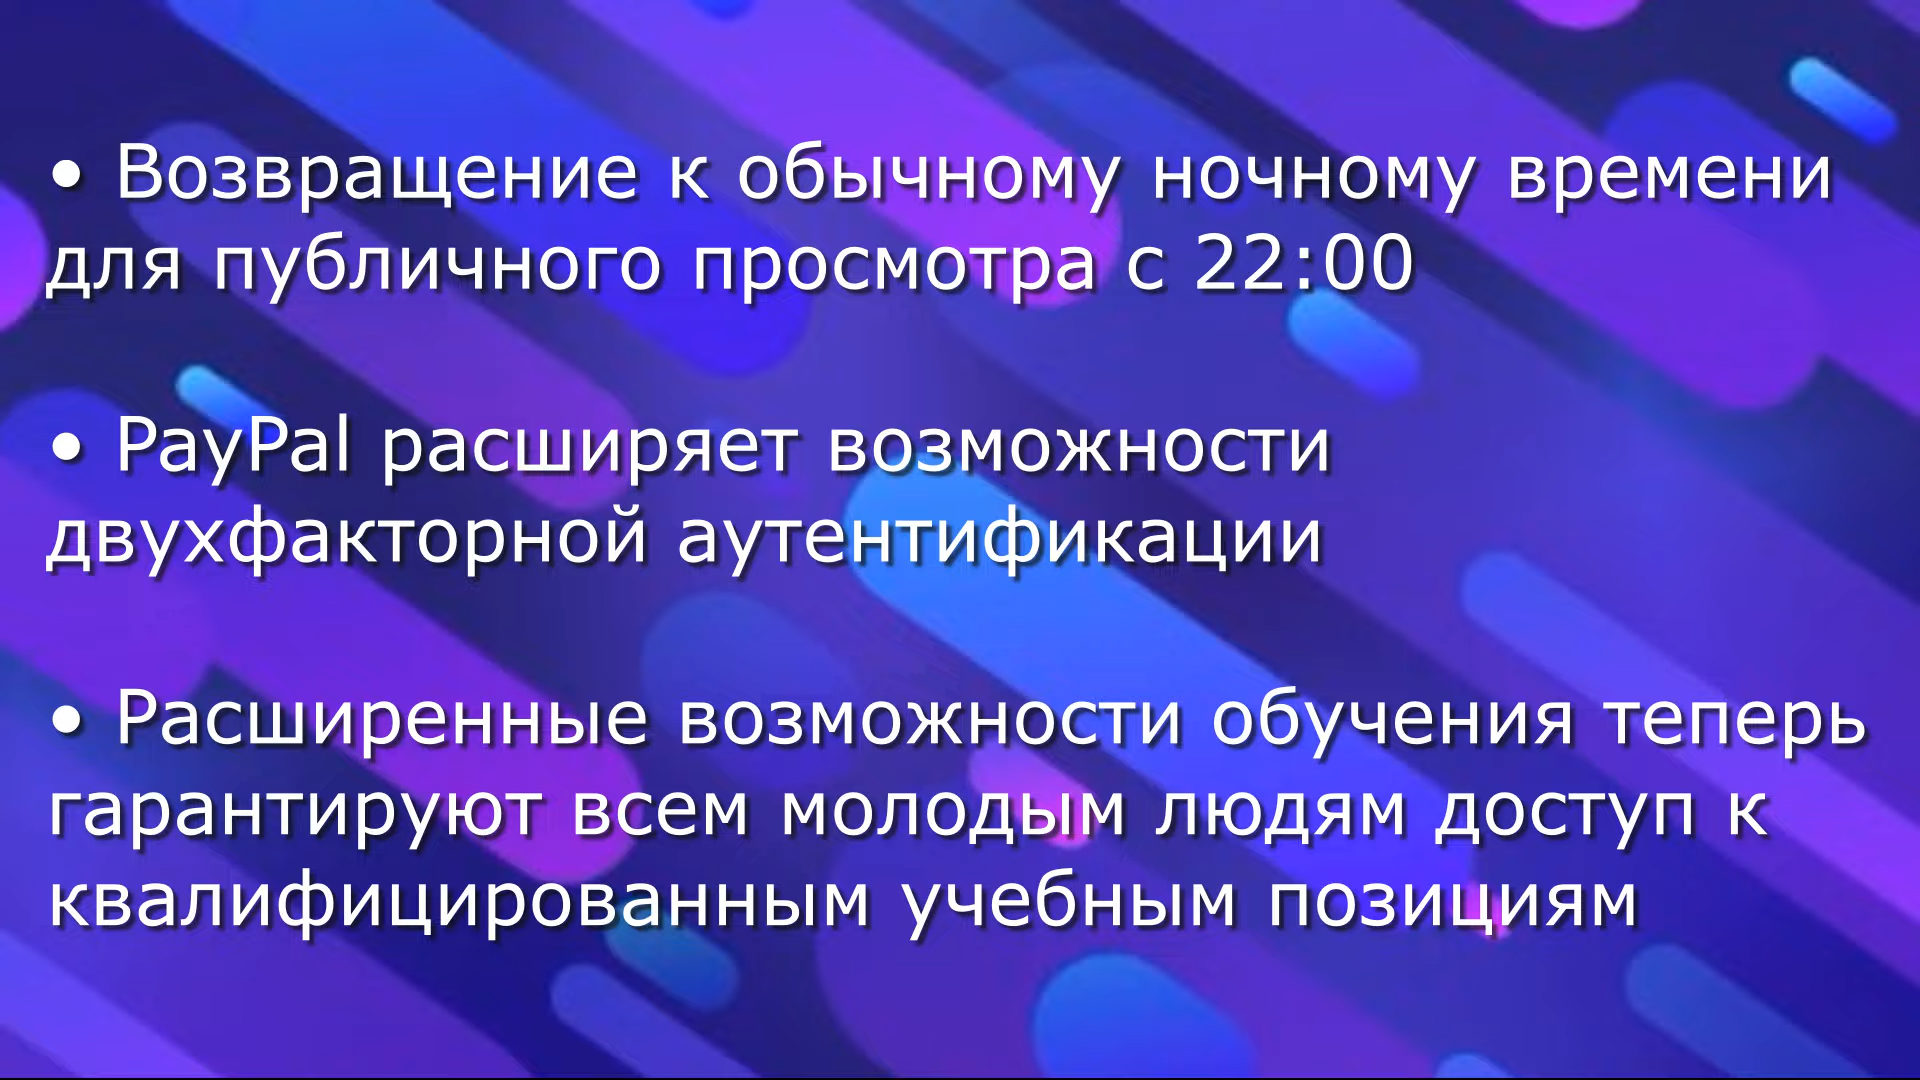 • Возвращение к обычному ночному времени
для публичного просмотра с 22:00
• PayPal расширяет возможности
двухфакторной аутентификации
• Расширенные возможности обучения теперь
гарантируют всем молодым людям доступ к
квалифицированным учебным позициям